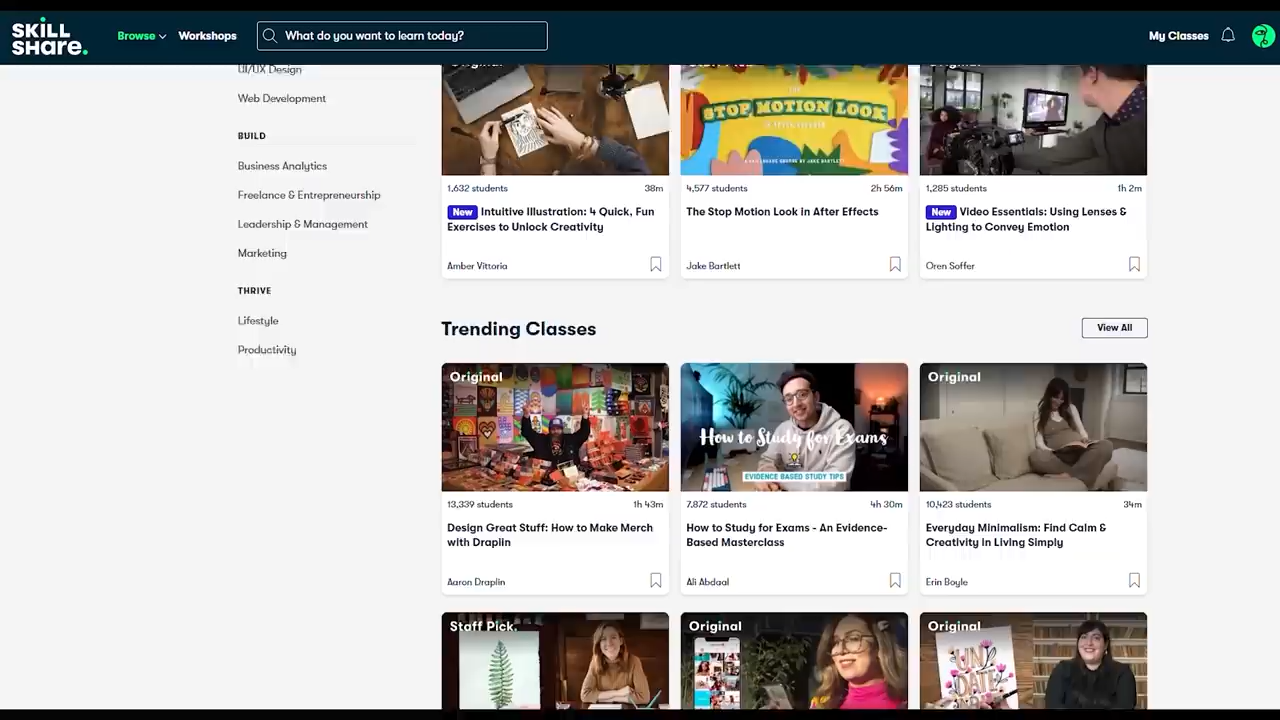 SKILL
SHARE.
Browse
Workshops
What do you want to learn today?
My Classes
UI/UX Design
Web Development
BUILD
Business Analytics
Freelance & Entrepreneurship
Leadership & Management
Marketing
THRIVE
Lifestyle
Productivity
Original
STOP MOTION LOOK
Original
1,632 students
38m
New Intuitive Illustration: 4 Quick, Fun
Exercises to Unlock Creativity
Amber Vittoria
4,577 students
2h 56m
The Stop Motion Look in After Effects
Jake Bartlett
1,285 students
1h 2m
New Video Essentials: Using Lenses &
Lighting to Convey Emotion
Oren Soffer
Trending Classes
View All
Original
13,339 students
1h 43m
Design Great Stuff: How to Make Merch
with Draplin
Aaron Draplin
How to Study for Exams
EVIDENCE BASED STUDY TIPS
7,872 students
4h 30m
How to Study for Exams - An Evidence-
Based Masterclass
Ali Abdaal
Original
10,423 students
34m
Everyday Minimalism: Find Calm &
Creativity in Living Simply
Erin Boyle
Staff Pick.
Original
Original